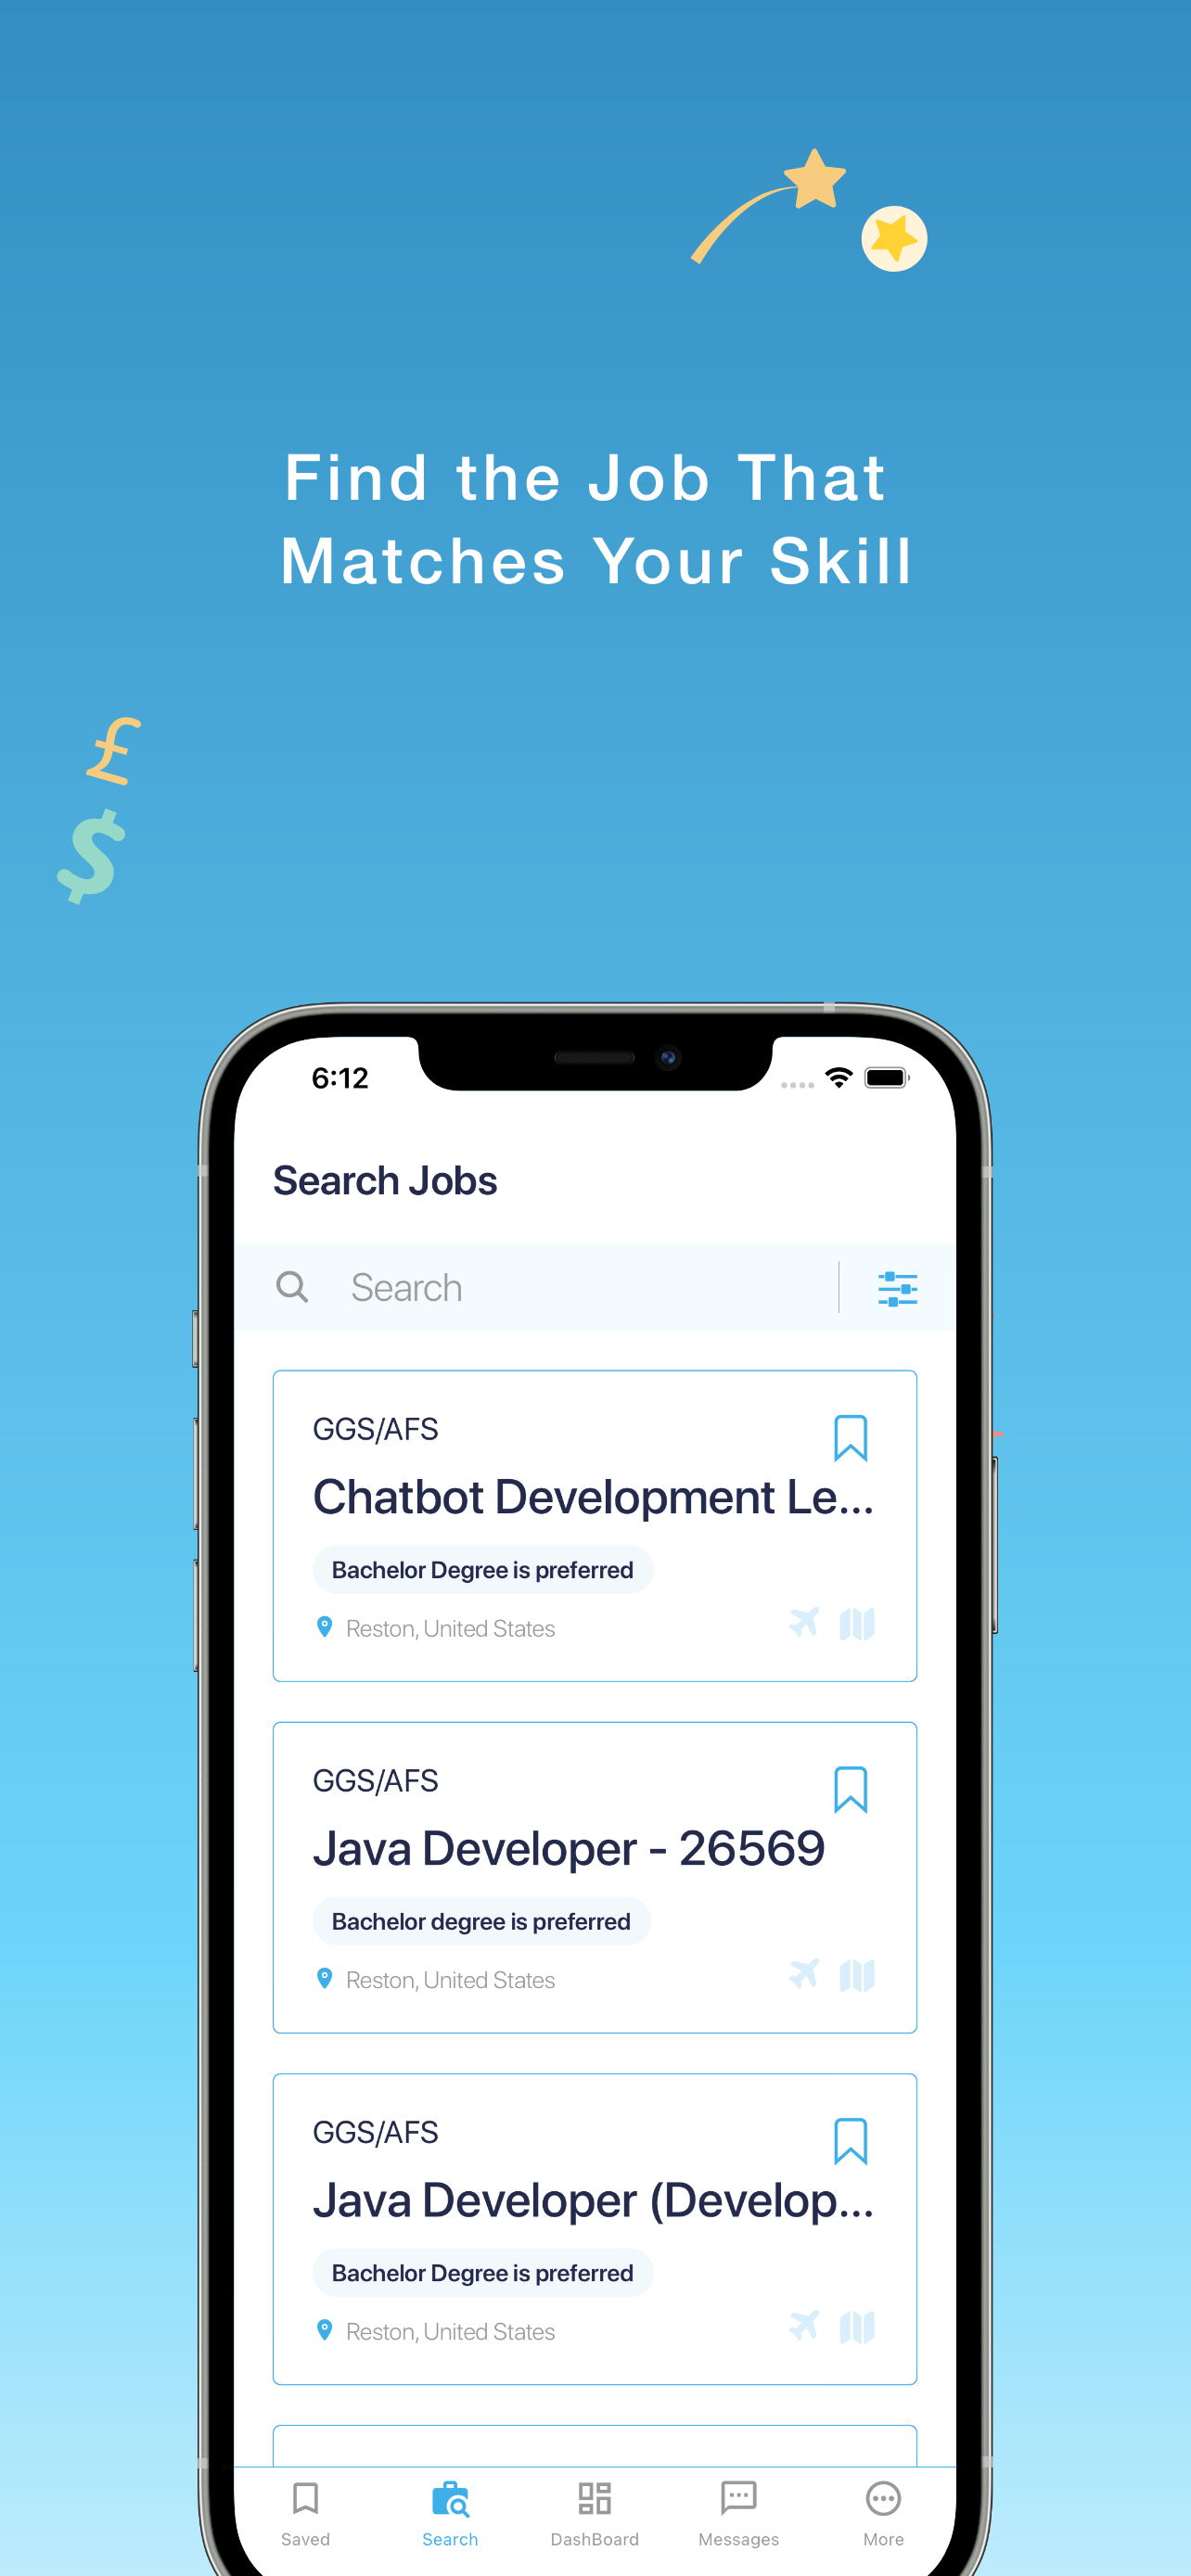 Find the Job That
Matches Your Skill
£
$
6:12
Search Jobs
Search
GGS/AFS
Chatbot Development Le...
Bachelor Degree is preferred
Reston, United States
GGS/AFS
Java Developer - 26569
Bachelor degree is preferred
Reston, United States
GGS/AFS
Java Developer (Develop...
Bachelor Degree is preferred
Reston, United States
Saved Search DashBoard Messages More